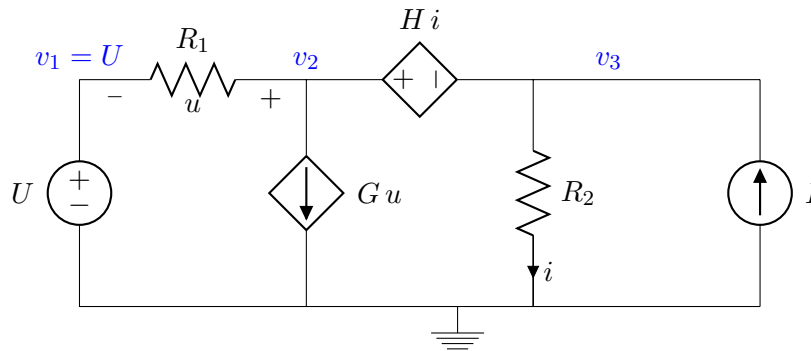 H i
R₁
v₁ = U
v₂
v₃
− u +
+ −
U
+
−
G u
R₂
i